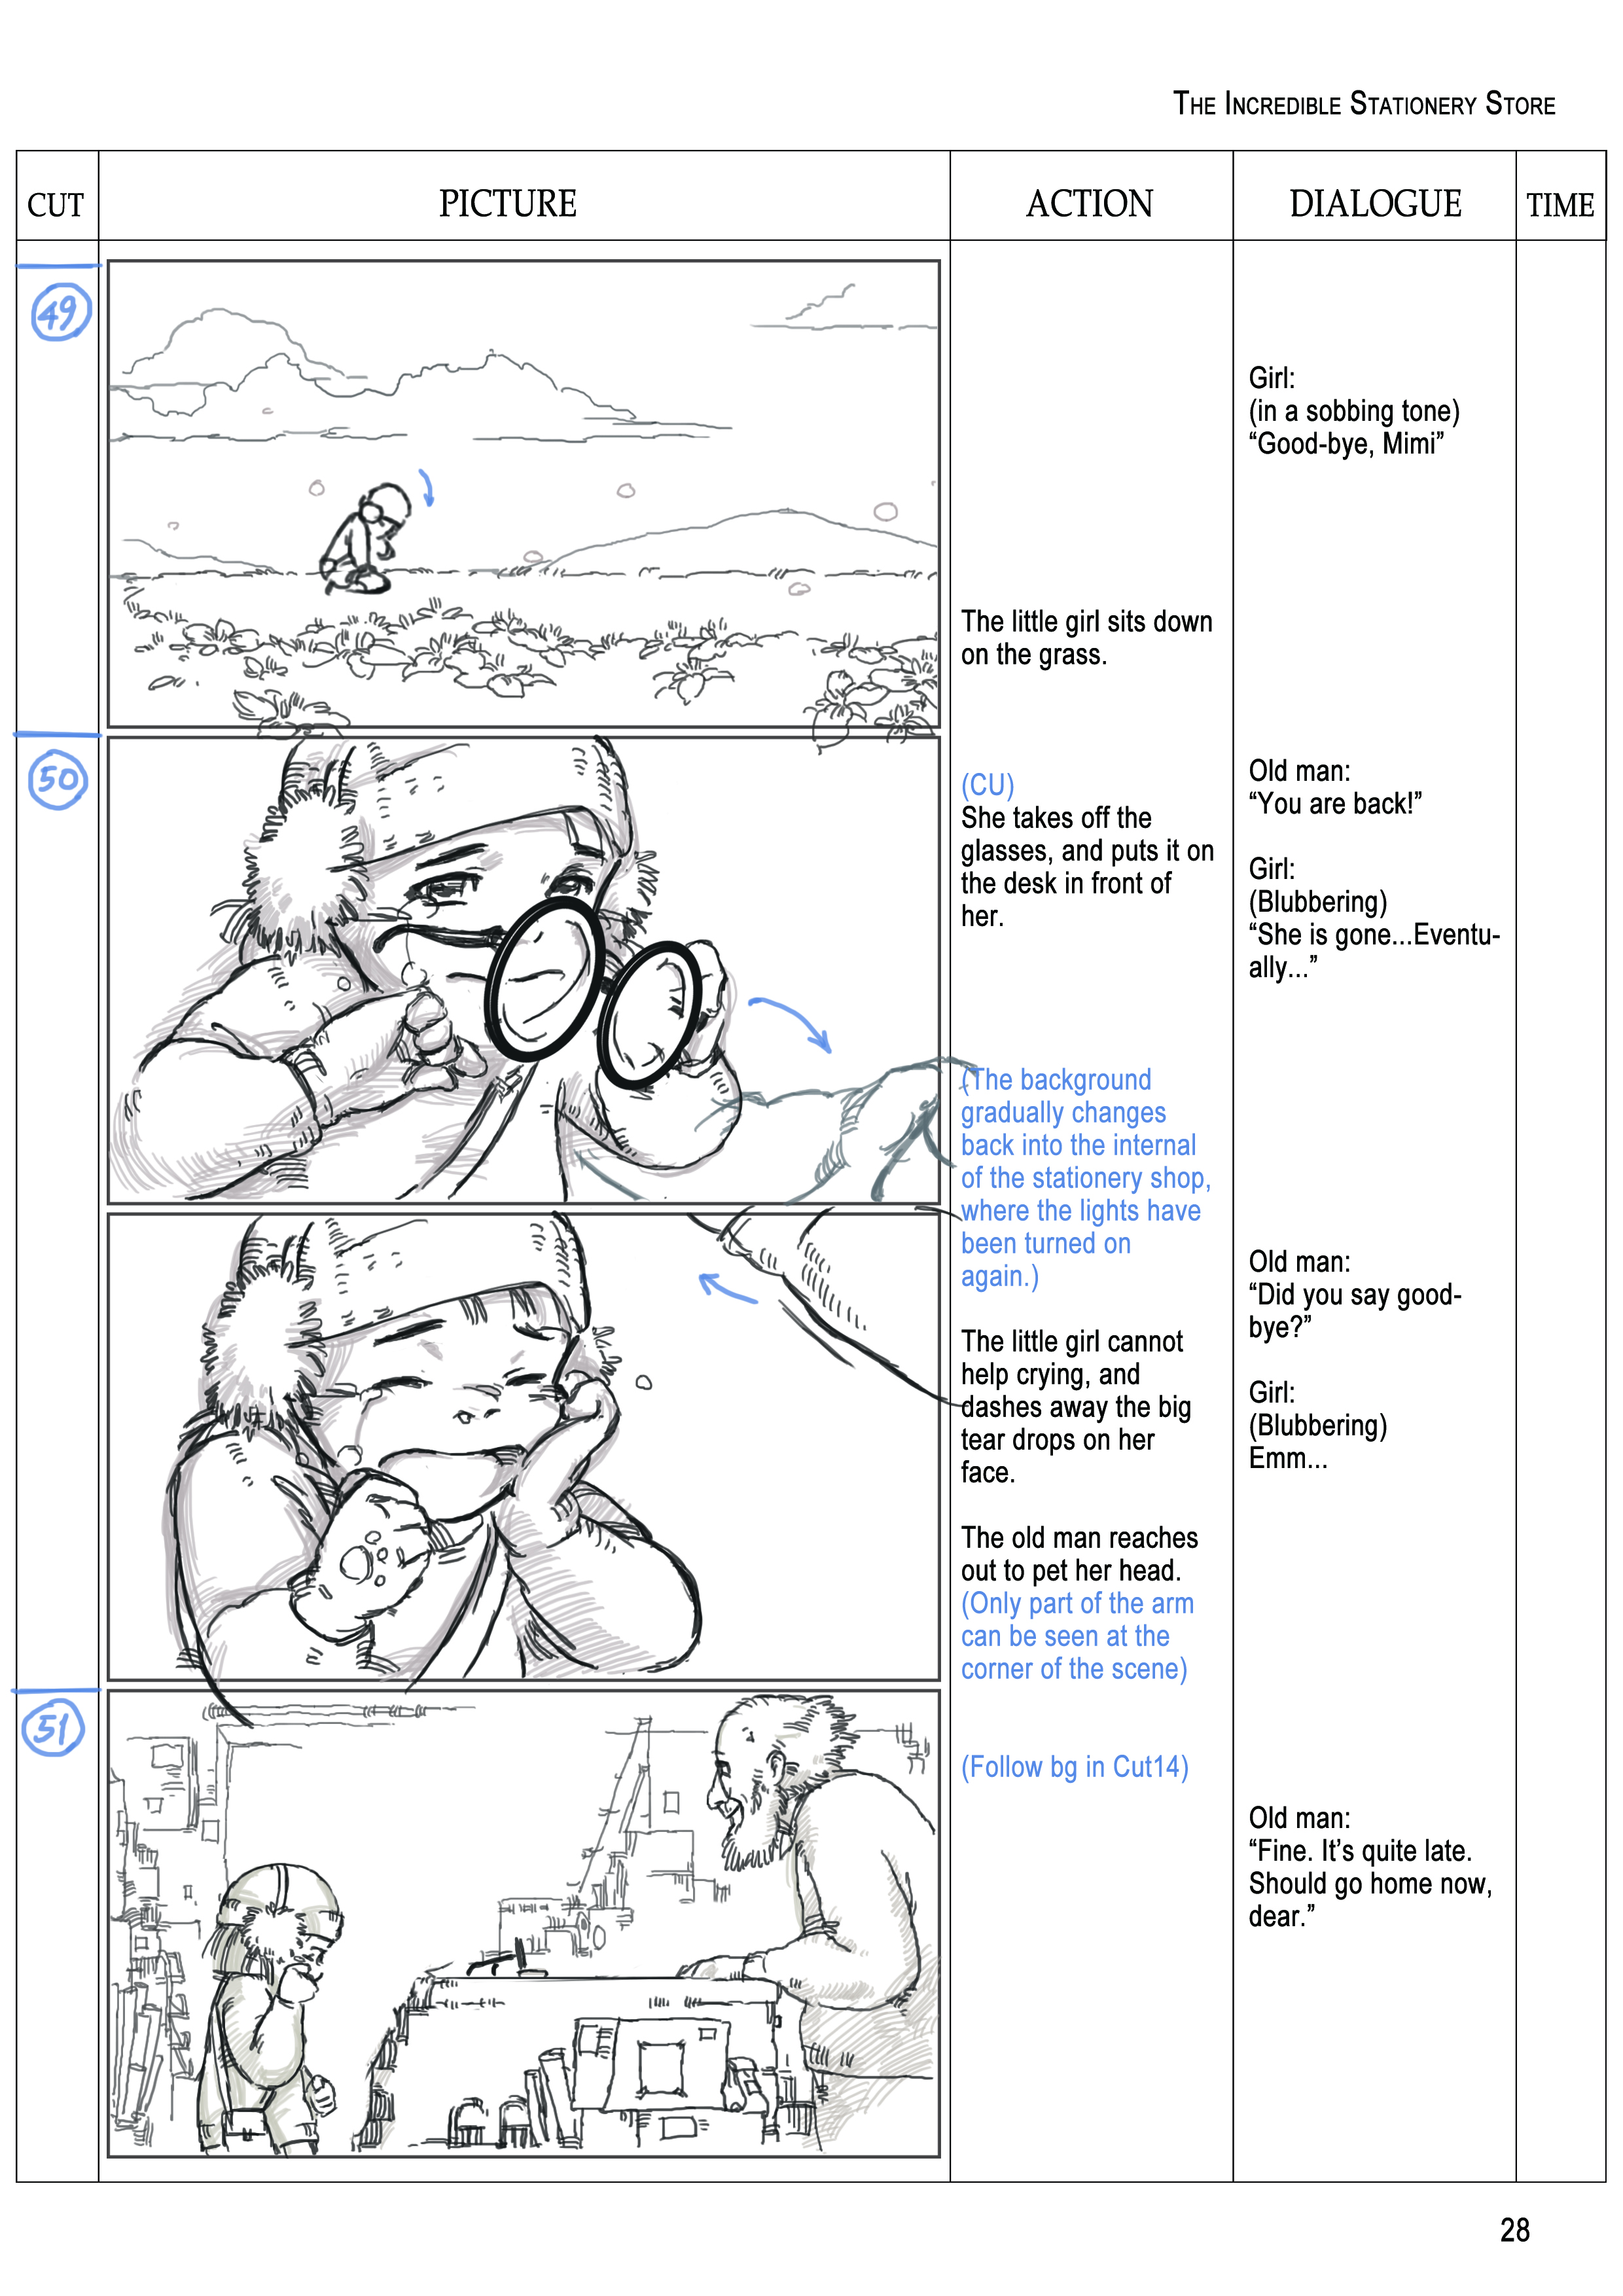 THE INCREDIBLE STATIONERY STORE
CUT
PICTURE
ACTION
DIALOGUE
TIME
49
Girl:
(in a sobbing tone)
“Good-bye, Mimi”
The little girl sits down
on the grass.
50
(CU)
She takes off the
glasses, and puts it on
the desk in front of
her.
Old man:
“You are back!”
Girl:
(Blubbering)
“She is gone...Eventu-
ally...”
(The background
gradually changes
back into the internal
of the stationery shop,
where the lights have
been turned on
again.)
The little girl cannot
help crying, and
dashes away the big
tear drops on her
face.
The old man reaches
out to pet her head.
(Only part of the arm
can be seen at the
corner of the scene)
Old man:
“Did you say good-
bye?”
Girl:
(Blubbering)
Emm...
51
(Follow bg in Cut14)
Old man:
“Fine. It’s quite late.
Should go home now,
dear.”
28